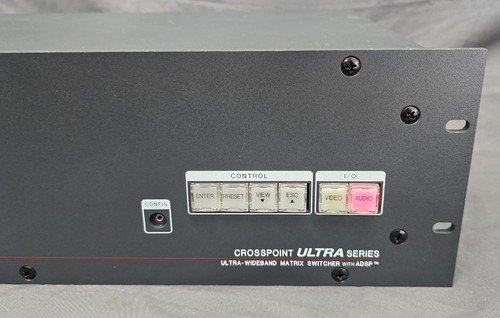 CONTROL
I/O
ENTER PRESET VIEW ▼ ESC ▲ VIDEO AUDIO
CONFIG
CROSSPOINT ULTRA SERIES
ULTRA-WIDEBAND MATRIX SWITCHER WITH ADSP™